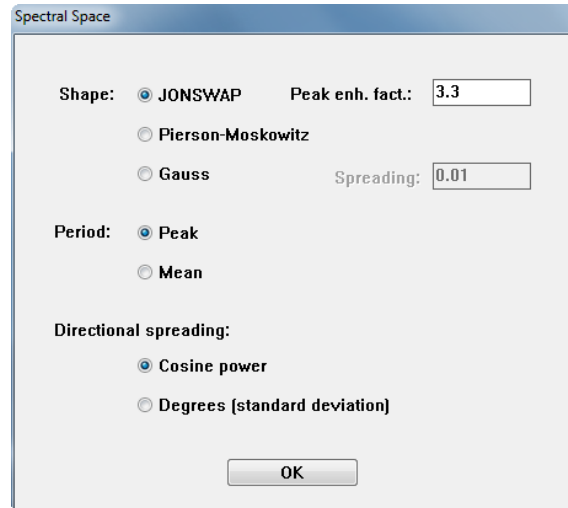 Spectral Space
Shape: JONSWAP Peak enh. fact.: 3.3
Pierson-Moskowitz
Gauss Spreading: 0.01
Period: Peak
Mean
Directional spreading:
Cosine power
Degrees (standard deviation)
OK